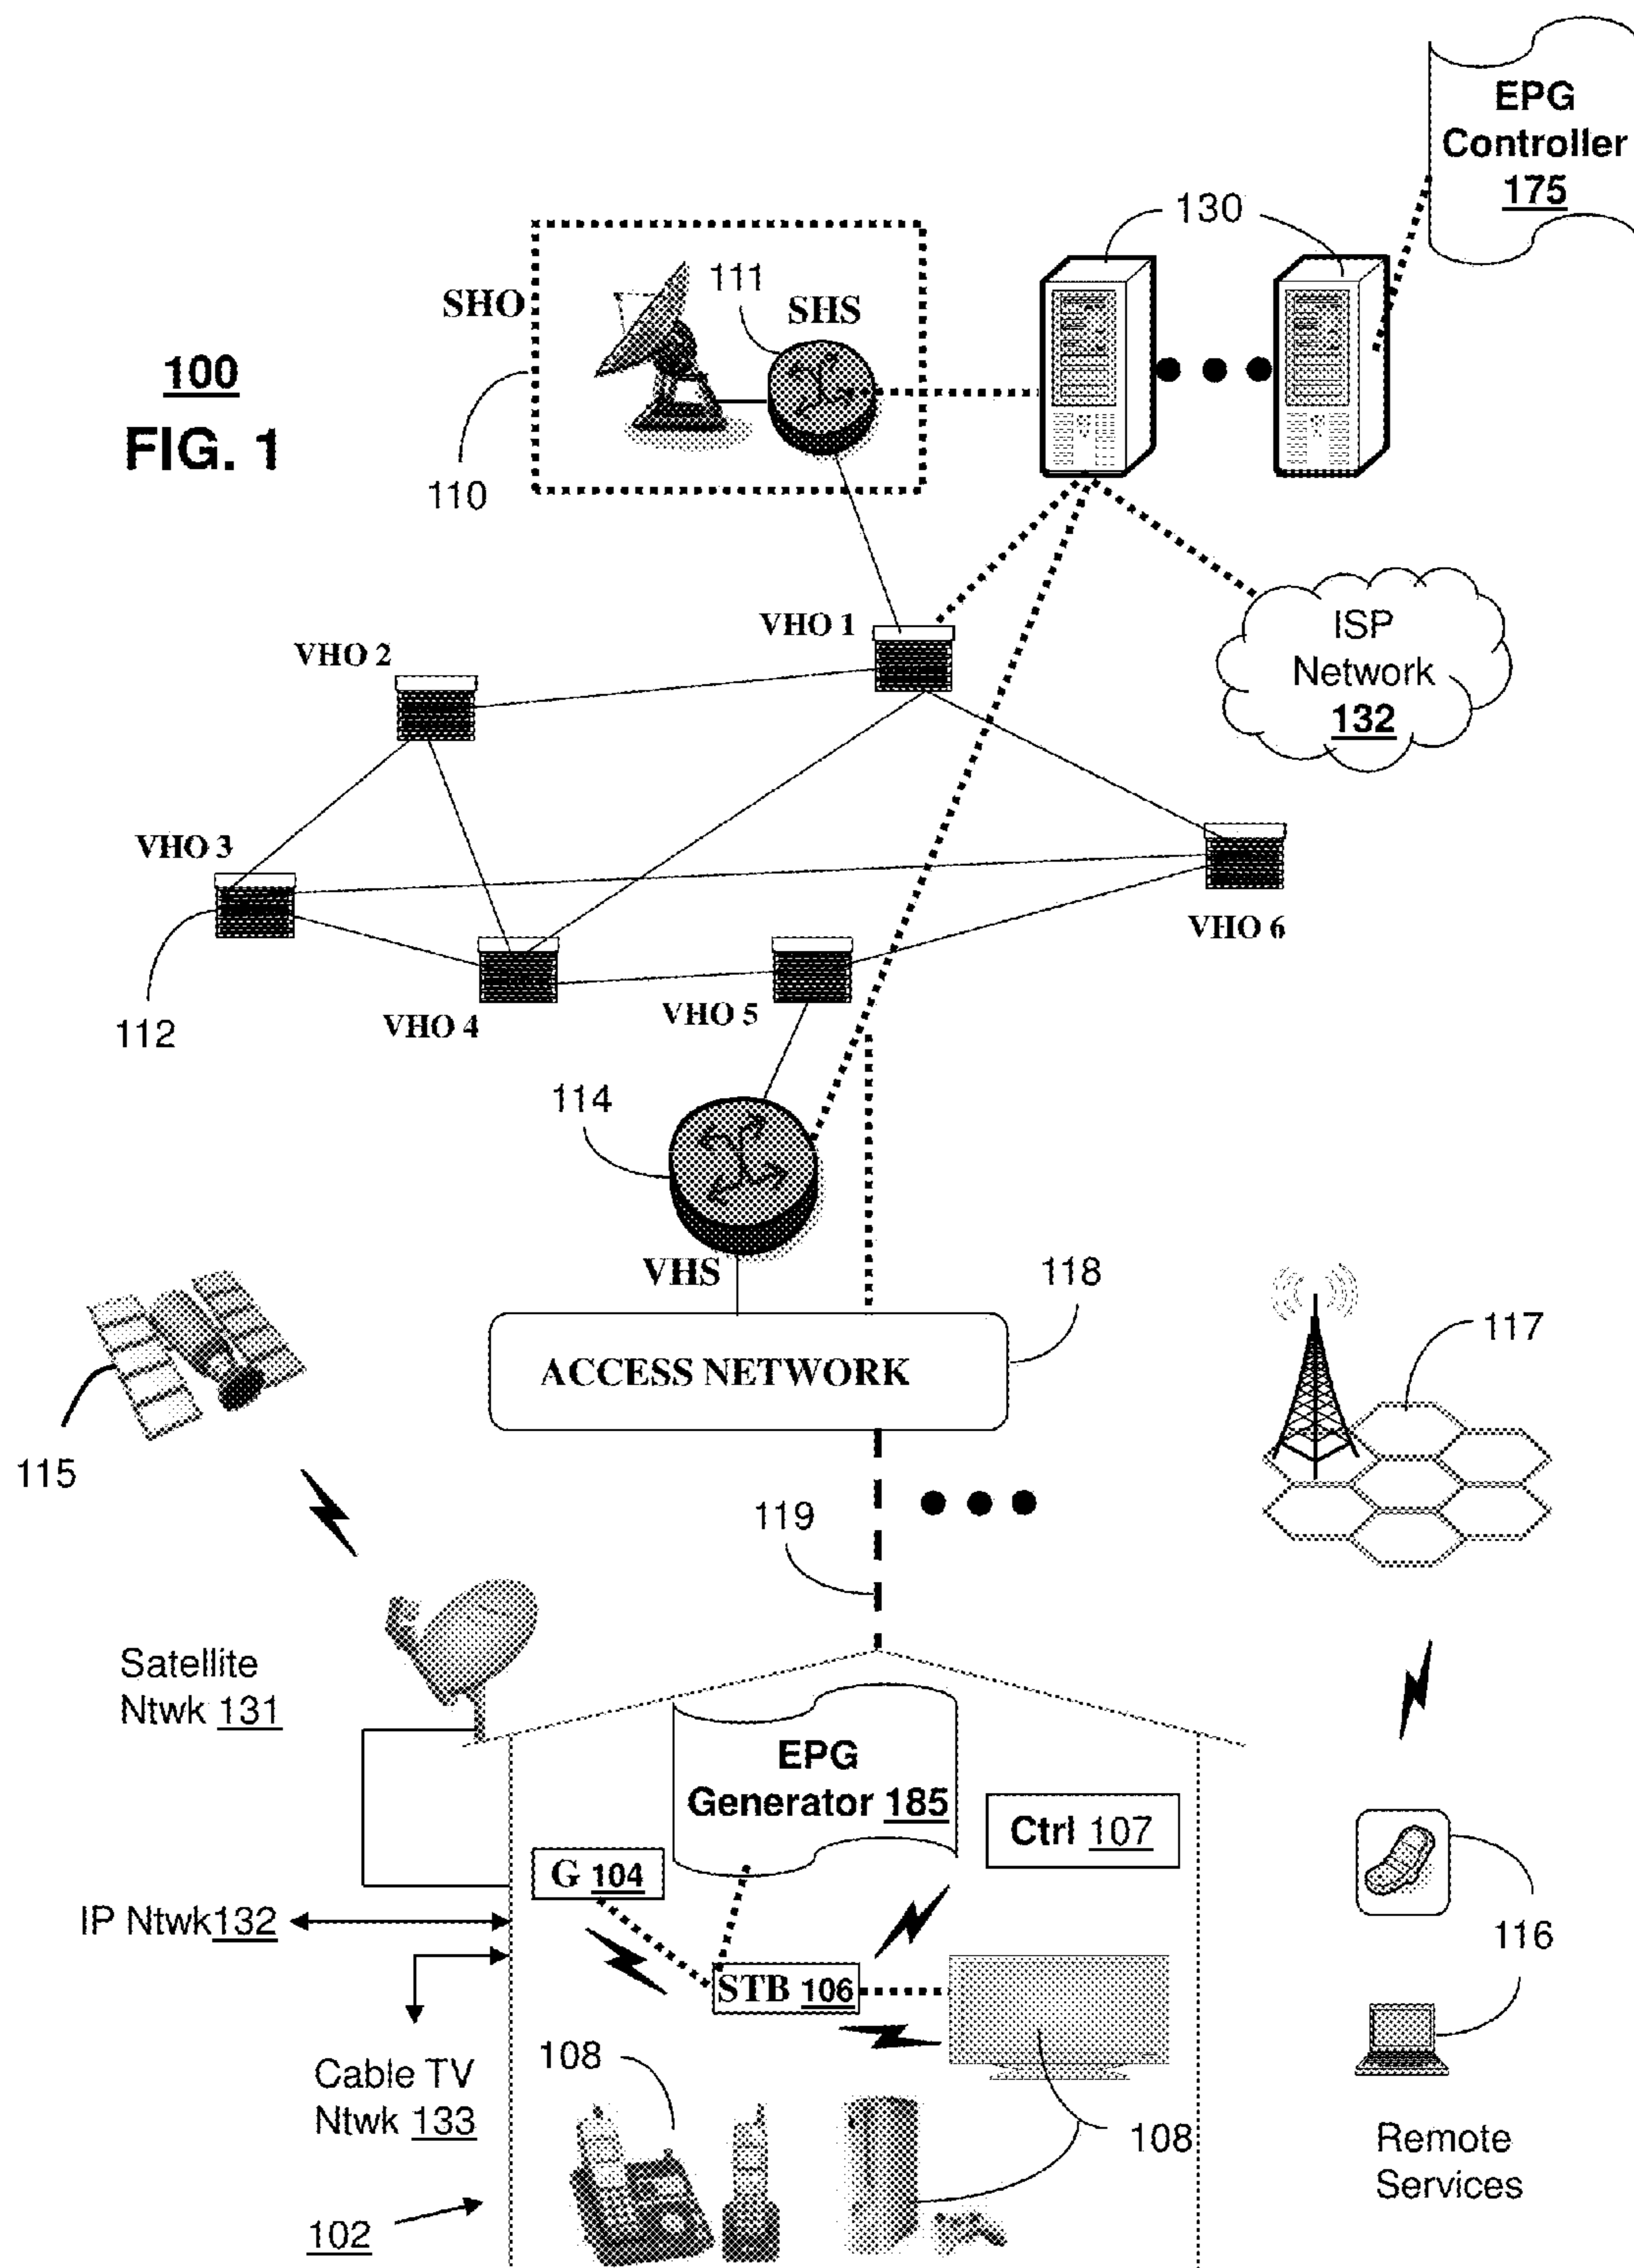 EPG
Controller
175
130
111
SHO
SHS
100
FIG. 1
110
VHO 1
ISP
Network
132
VHO 2
VHO 3
VHO 6
112
VHO 4
VHO 5
114
VHS
118
ACCESS NETWORK
117
115
119
Satellite
Ntwk 131
EPG
Generator 185
Ctrl 107
G 104
IP Ntwk132
116
STB 106
Cable TV
Ntwk 133
108
108
Remote
Services
102